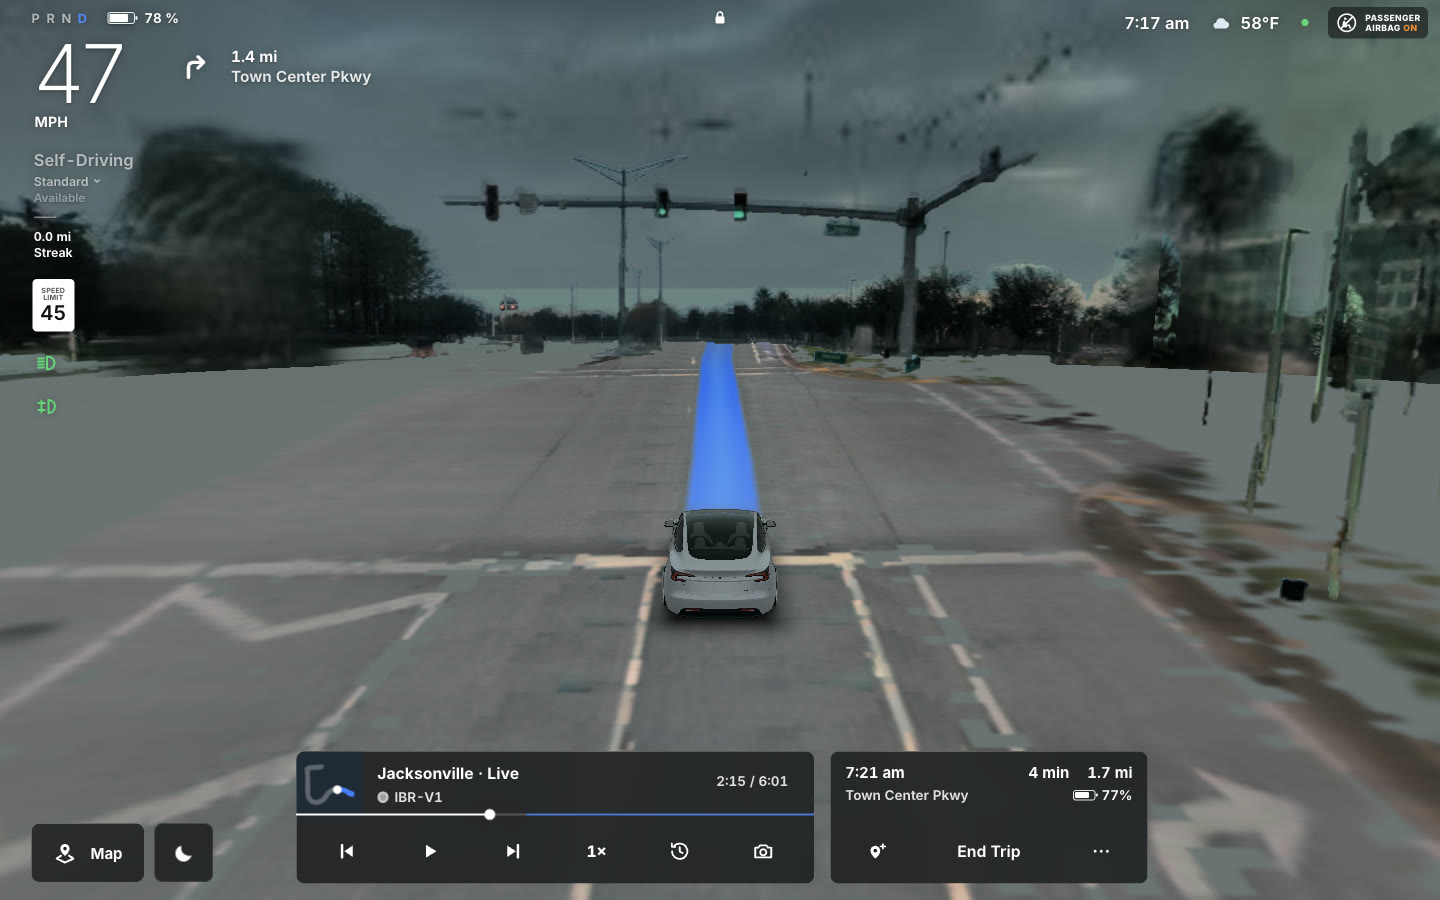 P R N D 78 %
7:17 am 58°F
PASSENGER
AIRBAG ON
47
MPH
1.4 mi
Town Center Pkwy
Self-Driving
Standard
Available
0.0 mi
Streak
SPEED
LIMIT
45
Jacksonville · Live
IBR-V1
2:15 / 6:01
1×
7:21 am 4 min 1.7 mi
Town Center Pkwy 77%
End Trip
Map